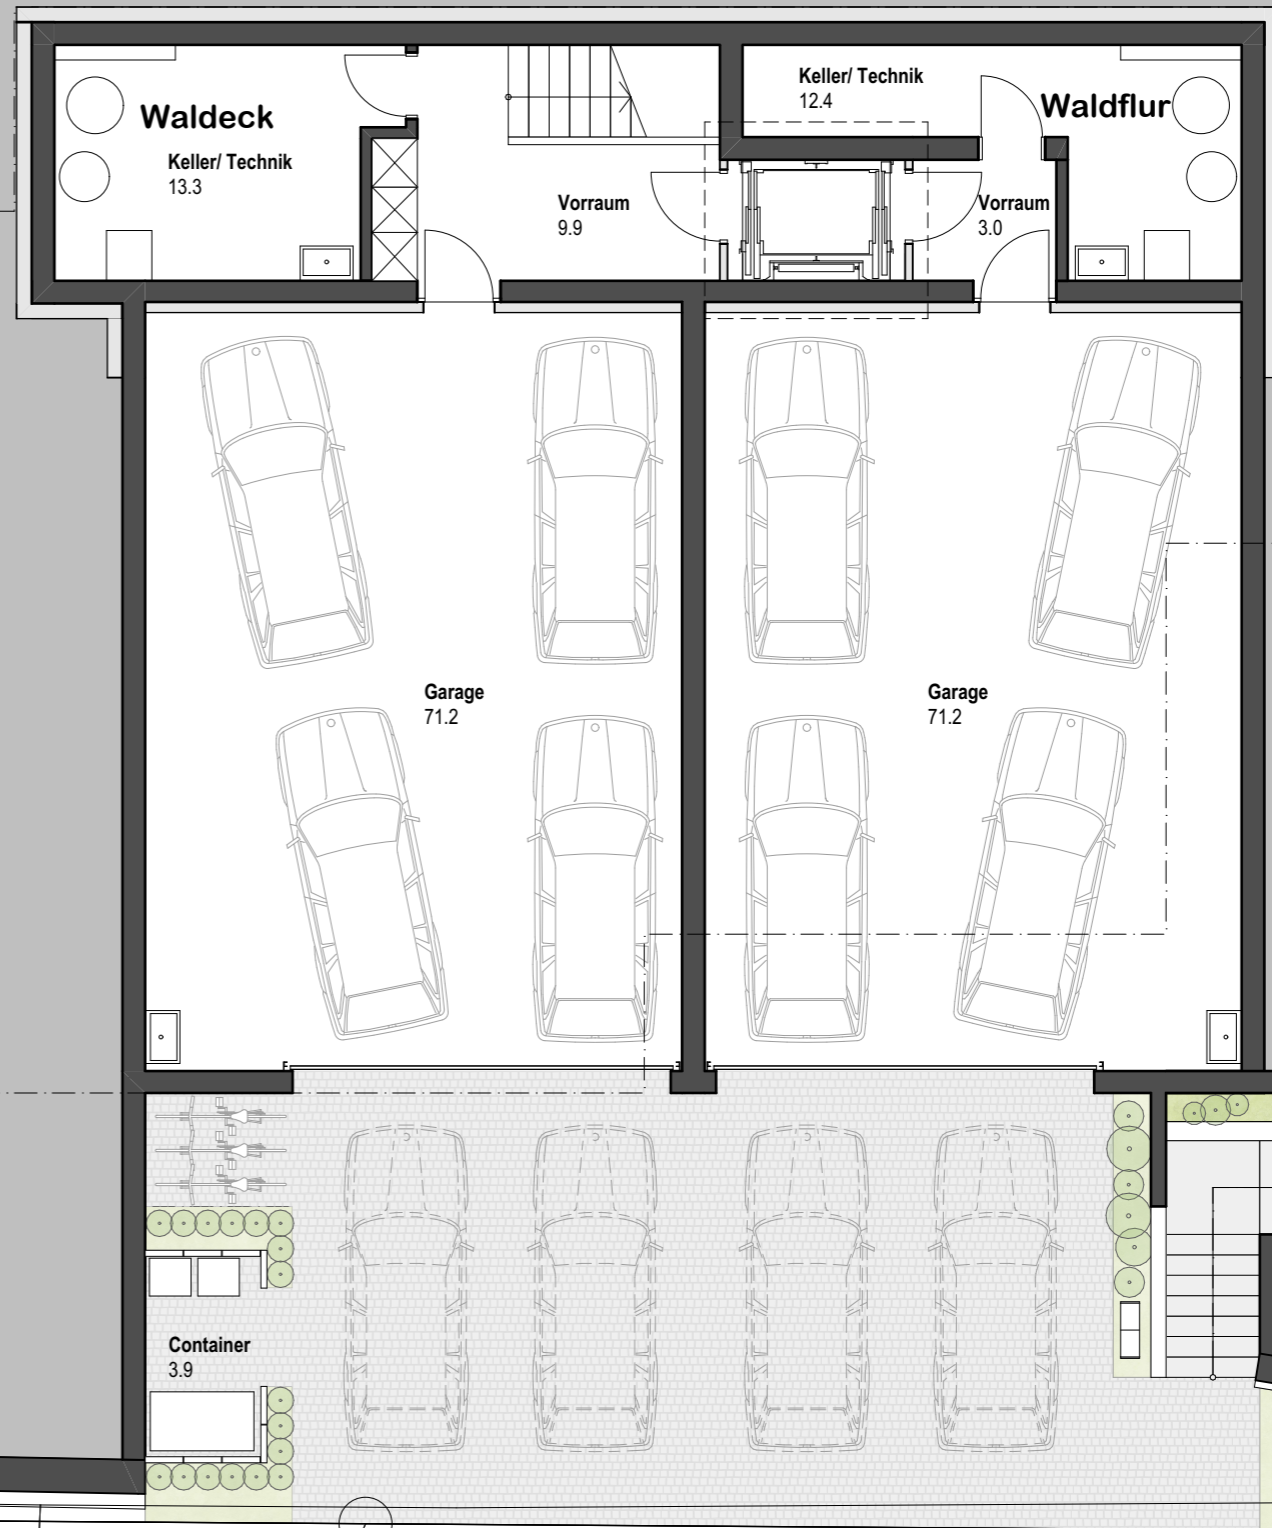 Waldeck
Keller/ Technik
13.3
Keller/ Technik
12.4
Waldflur
Vorraum
9.9
Vorraum
3.0
Garage
71.2
Garage
71.2
Container
3.9